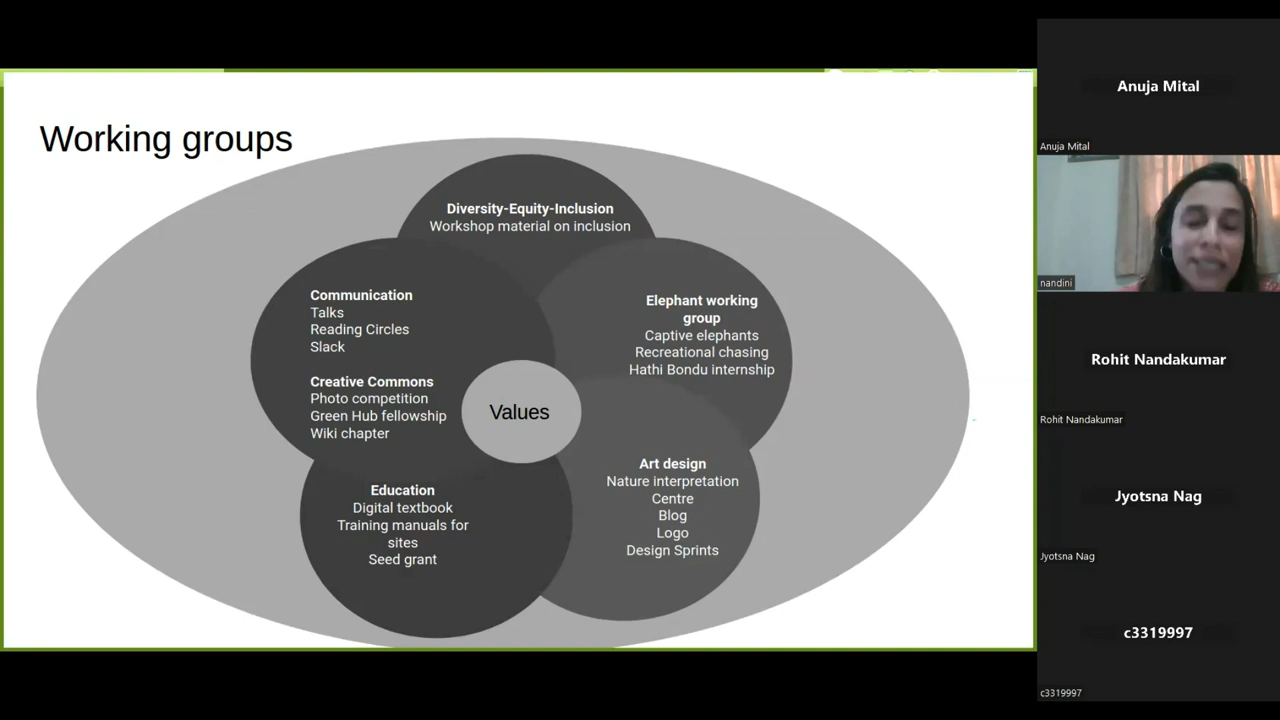 Working groups
Diversity-Equity-Inclusion
Workshop material on inclusion
Communication
Talks
Reading Circles
Slack
Creative Commons
Photo competition
Green Hub fellowship
Wiki chapter
Elephant working
group
Captive elephants
Recreational chasing
Hathi Bondu internship
Values
Education
Digital textbook
Training manuals for
sites
Seed grant
Art design
Nature interpretation
Centre
Blog
Logo
Design Sprints
Anuja Mital
Anuja Mital
nandini
Rohit Nandakumar
Rohit Nandakumar
Jyotsna Nag
Jyotsna Nag
c3319997
c3319997